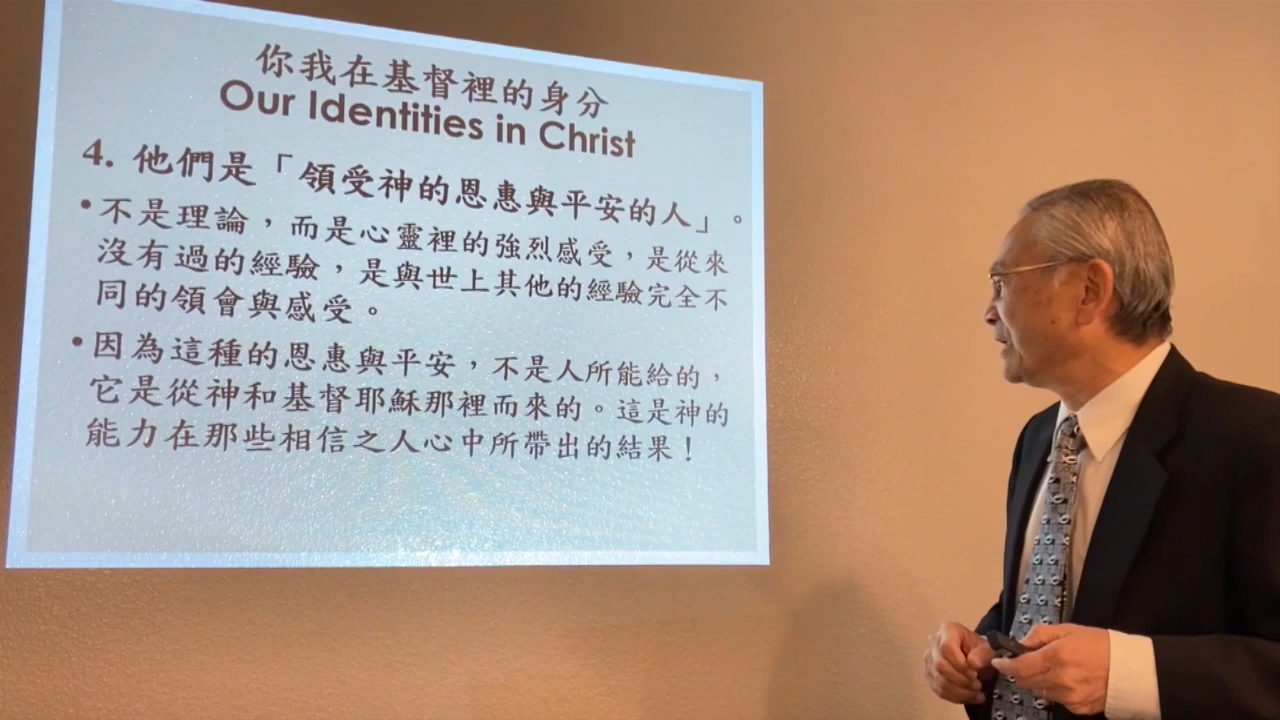 你我在基督裡的身分
Our Identities in Christ
4. 他們是「領受神的恩惠與平安的人」。
•不是理論，而是心靈裡的強烈感受，是從來
沒有過的經驗，是與世上其他的經驗完全不
同的領會與感受。
•因為這種的恩惠與平安，不是人所能給的，
它是從神和基督耶穌那裡而來的。這是神的
能力在那些相信之人心中所帶出的結果！